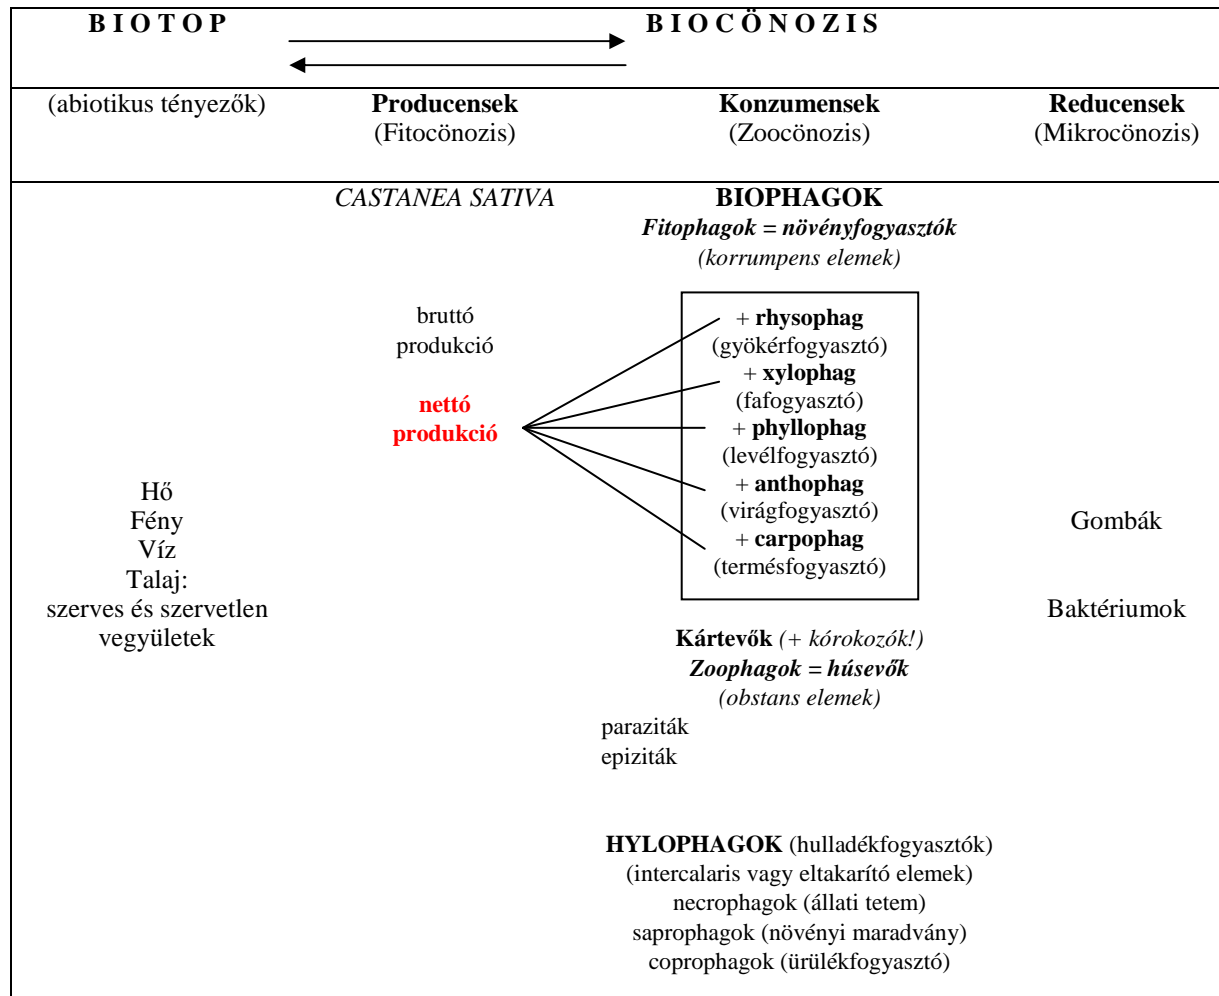 B I O T O P
B I O C Ö N O Z I S
(abiotikus tényezők)
Producensek
(Fitocönozis)
Konzumensek
(Zoocönozis)
Reducensek
(Mikrocönozis)
CASTANEA SATIVA
BIOPHAGOK
Fitophagok = növényfogyasztók
(korrumpens elemek)
bruttó
produkció
nettó
produkció
+ rhysophag
(gyökérfogyasztó)
+ xylophag
(fafogyasztó)
+ phyllophag
(levélfogyasztó)
+ anthophag
(virágfogyasztó)
+ carpophag
(termésfogyasztó)
Hő
Fény
Víz
Talaj:
szerves és szervetlen
vegyületek
Gombák
Baktériumok
Kártevők (+ kórokozók!)
Zoophagok = húsevők
(obstans elemek)
paraziták
epiziták
HYLOPHAGOK (hulladékfogyasztók)
(intercalaris vagy eltakarító elemek)
necrophagok (állati tetem)
saprophagok (növényi maradvány)
coprophagok (ürülékfogyasztó)